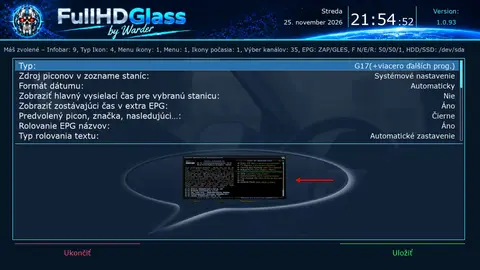 FullHDGlass
by Warder
Streda
25. november 2026
21:54:52
Version:
1.0.93
Máš zvolené – Infobar: 9, Typ Ikon: 4, Menu ikony: 1, Menu: 1, Ikony počasia: 1, Výber kanálov: 35, EPG: ZAP/GLES, F N/E/R: 50/50/1, HDD/SSD: /dev/sda
Typ: G17(+viacero ďalších prog.)
Zdroj piconov v zozname staníc: Systémové nastavenie
Formát dátumu: Automaticky
Zobraziť hlavný vysielací čas pre vybranú stanicu: Nie
Zobraziť zostávajúci čas v extra EPG: Áno
Predvolený picon, značka, nasledujúci...: Čierne
Rolovanie EPG názvov: Áno
Typ rolovania textu: Automatické zastavenie
Ukončiť
Uložiť